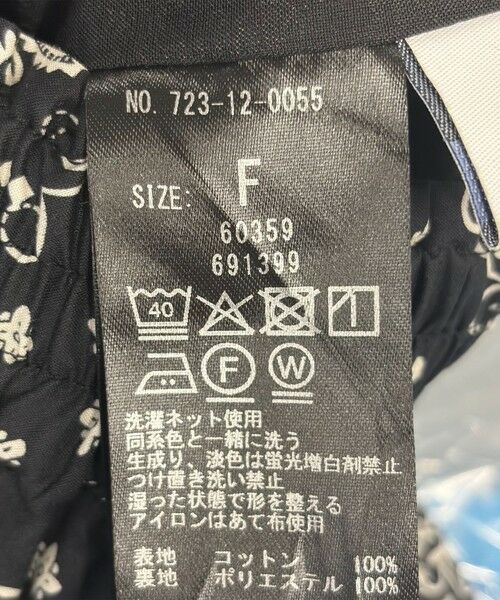 NO. 723-12-0055
SIZE: F
60359
691399
40
F W
洗濯ネット使用
同系色と一緒に洗う
生成り、淡色は蛍光増白剤禁止
つけ置き洗い禁止
湿った状態で形を整える
アイロンはあて布使用
表地 コットン 100%
裏地 ポリエステル 100%